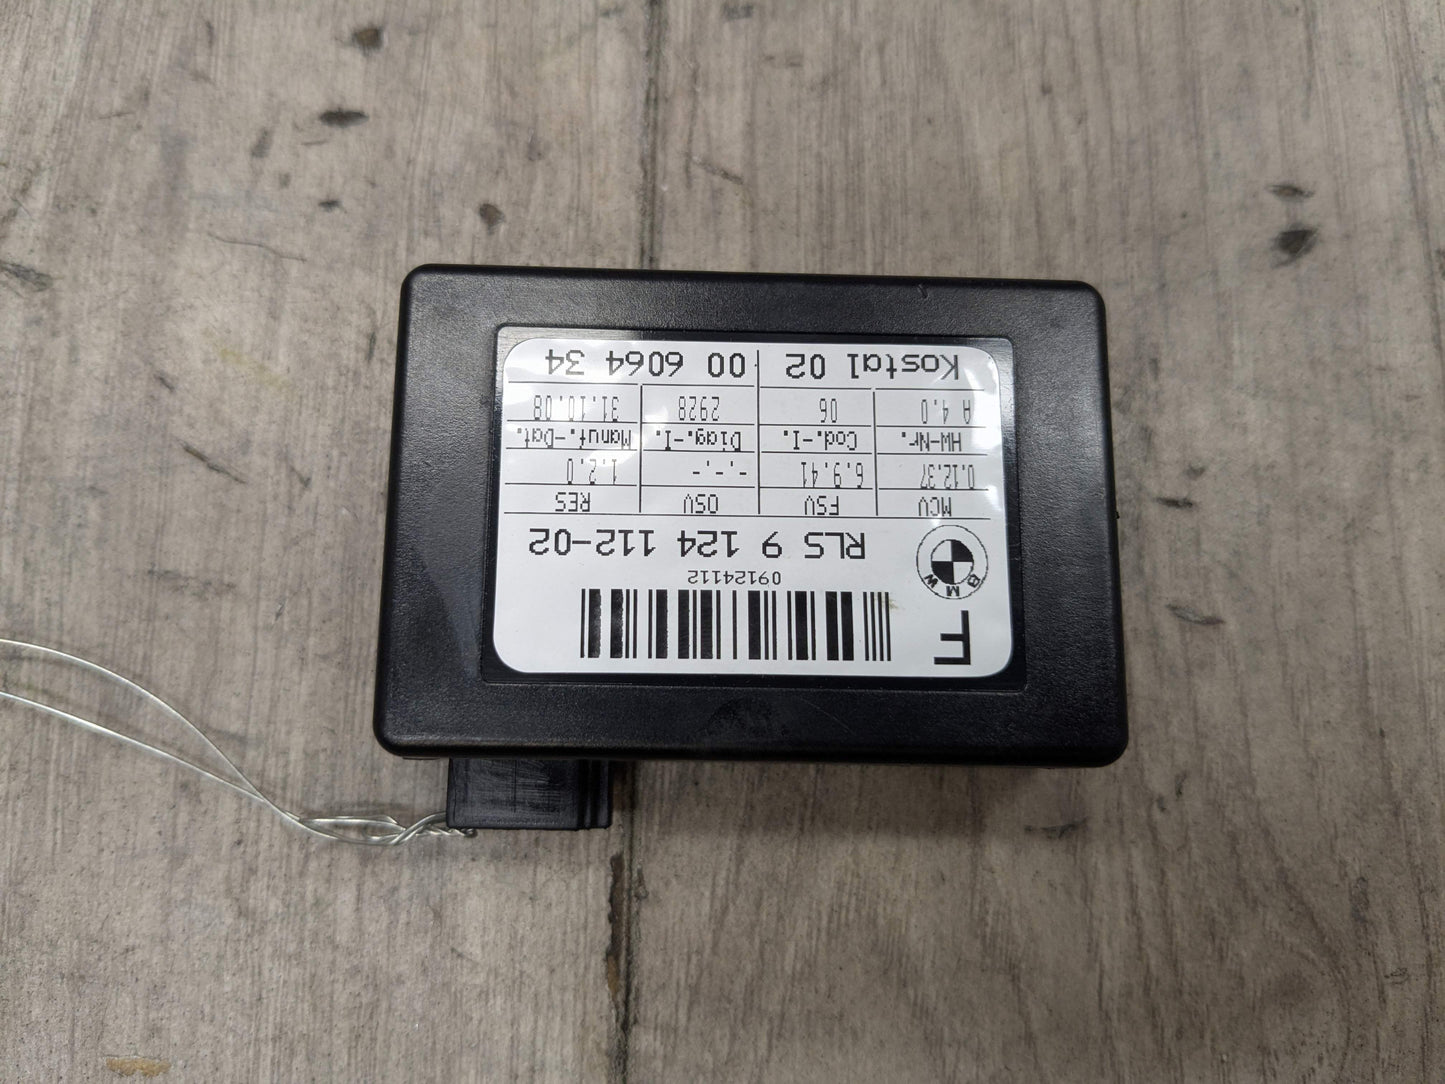 F
09124112
BMW
RLS 9 124 112-02
MCV FSV OSV RES
0.12.37 6.9.41 -.-.- 1.2.0
HW-Nr. Cod.-I. Diag.-I. Manuf.-Dat.
A 4.0 06 2928 31.10.08
Kostal 02 00 6064 34